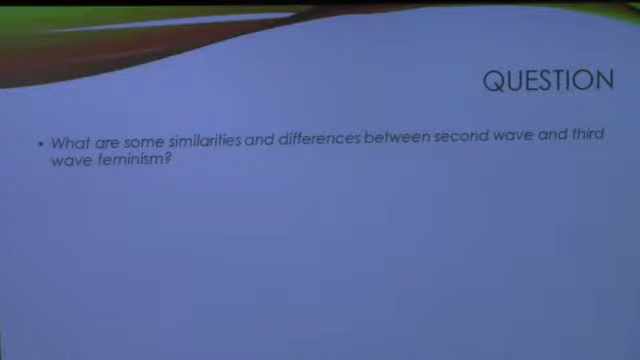 QUESTION
• What are some similarities and differences between second wave and third
wave feminism?